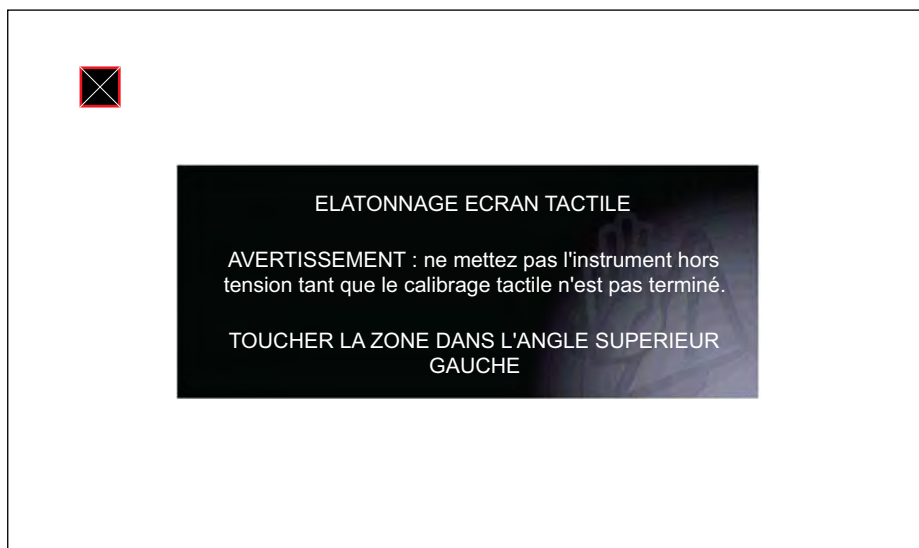 ELATONNAGE ECRAN TACTILE
AVERTISSEMENT : ne mettez pas l'instrument hors
tension tant que le calibrage tactile n'est pas terminé.
TOUCHER LA ZONE DANS L'ANGLE SUPERIEUR
GAUCHE